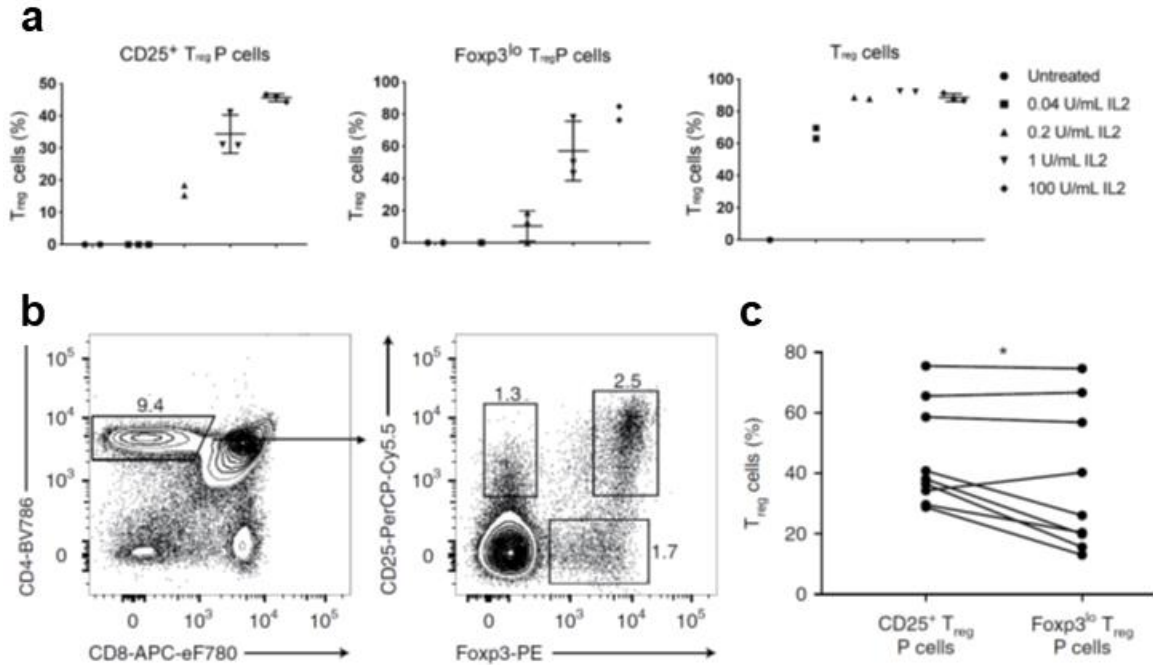 a
CD25⁺ Treg P cells
Foxp3ˡᵒ TregP cells
Treg cells
Treg cells (%)
50
40
30
20
10
0
Treg cells (%)
100
80
60
40
20
0
Treg cells (%)
100
80
60
40
20
0
Untreated
0.04 U/mL IL2
0.2 U/mL IL2
1 U/mL IL2
100 U/mL IL2
b
CD4-BV786
10⁵
10⁴
10³
0
9.4
0 10³ 10⁴ 10⁵
CD8-APC-eF780
CD25-PerCP-Cy5.5
10⁵
10⁴
10³
0
1.3
2.5
1.7
0 10³ 10⁴ 10⁵
Foxp3-PE
c
*
Treg cells (%)
80
60
40
20
0
CD25⁺ Treg
P cells
Foxp3ˡᵒ Treg
P cells